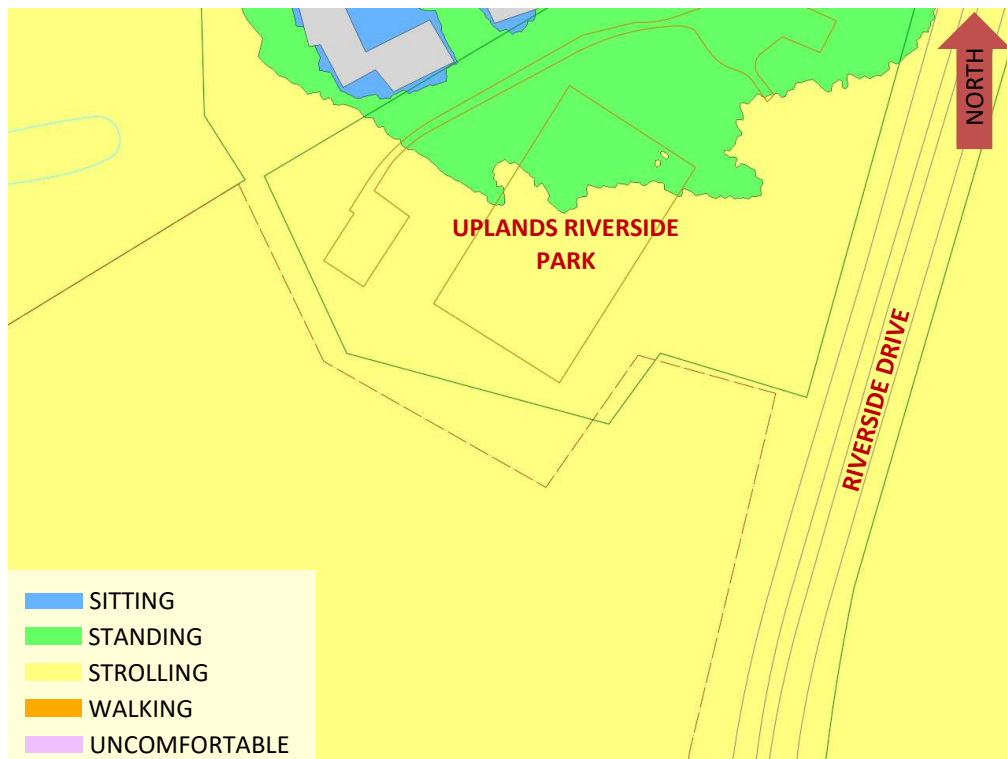 NORTH
UPLANDS RIVERSIDE
PARK
RIVERSIDE DRIVE
SITTING
STANDING
STROLLING
WALKING
UNCOMFORTABLE